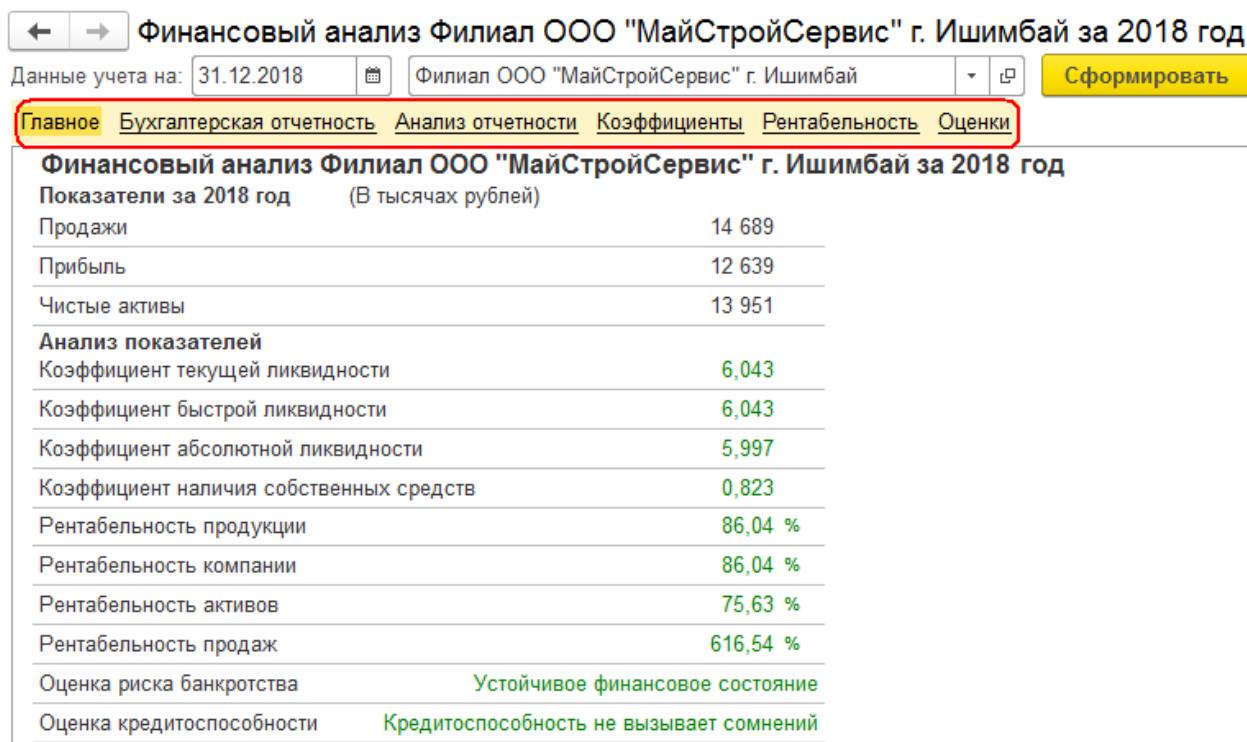 Финансовый анализ Филиал ООО "МайСтройСервис" г. Ишимбай за 2018 год
Данные учета на: 31.12.2018 Филиал ООО "МайСтройСервис" г. Ишимбай Сформировать
Главное Бухгалтерская отчетность Анализ отчетности Коэффициенты Рентабельность Оценки
Финансовый анализ Филиал ООО "МайСтройСервис" г. Ишимбай за 2018 год
Показатели за 2018 год (В тысячах рублей)
Продажи 14 689
Прибыль 12 639
Чистые активы 13 951
Анализ показателей
Коэффициент текущей ликвидности 6,043
Коэффициент быстрой ликвидности 6,043
Коэффициент абсолютной ликвидности 5,997
Коэффициент наличия собственных средств 0,823
Рентабельность продукции 86,04 %
Рентабельность компании 86,04 %
Рентабельность активов 75,63 %
Рентабельность продаж 616,54 %
Оценка риска банкротства Устойчивое финансовое состояние
Оценка кредитоспособности Кредитоспособность не вызывает сомнений